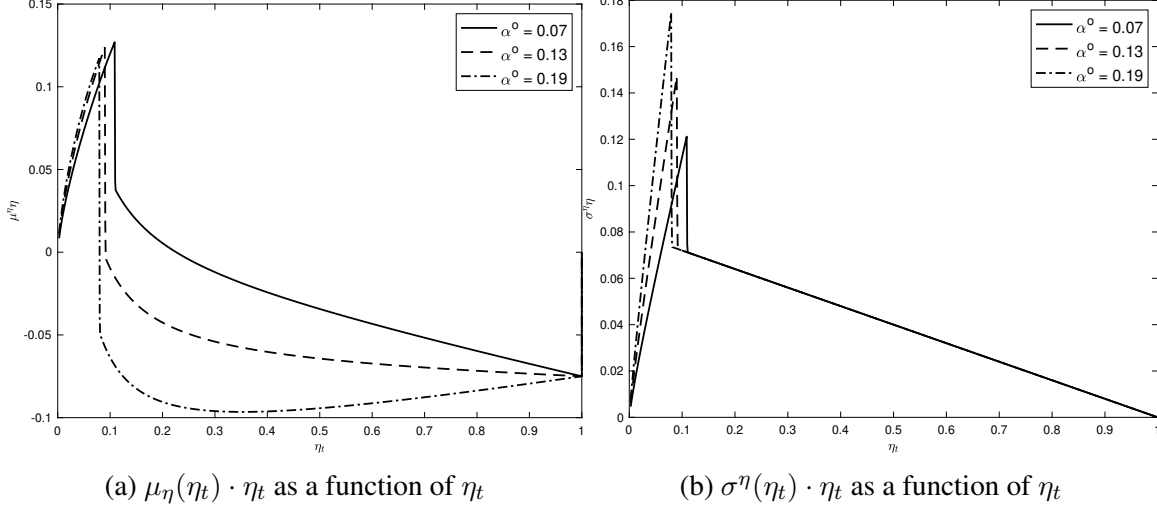 0.15
0.1
0.05
0
-0.05
-0.1
μ^η η
α^o = 0.07
α^o = 0.13
α^o = 0.19
0 0.1 0.2 0.3 0.4 0.5 0.6 0.7 0.8 0.9 1
η_t
(a) μ_η(η_t) · η_t as a function of η_t
0.18
0.16
0.14
0.12
0.1
0.08
0.06
0.04
0.02
0
σ^η η
α^o = 0.07
α^o = 0.13
α^o = 0.19
0 0.1 0.2 0.3 0.4 0.5 0.6 0.7 0.8 0.9 1
η_t
(b) σ^η(η_t) · η_t as a function of η_t